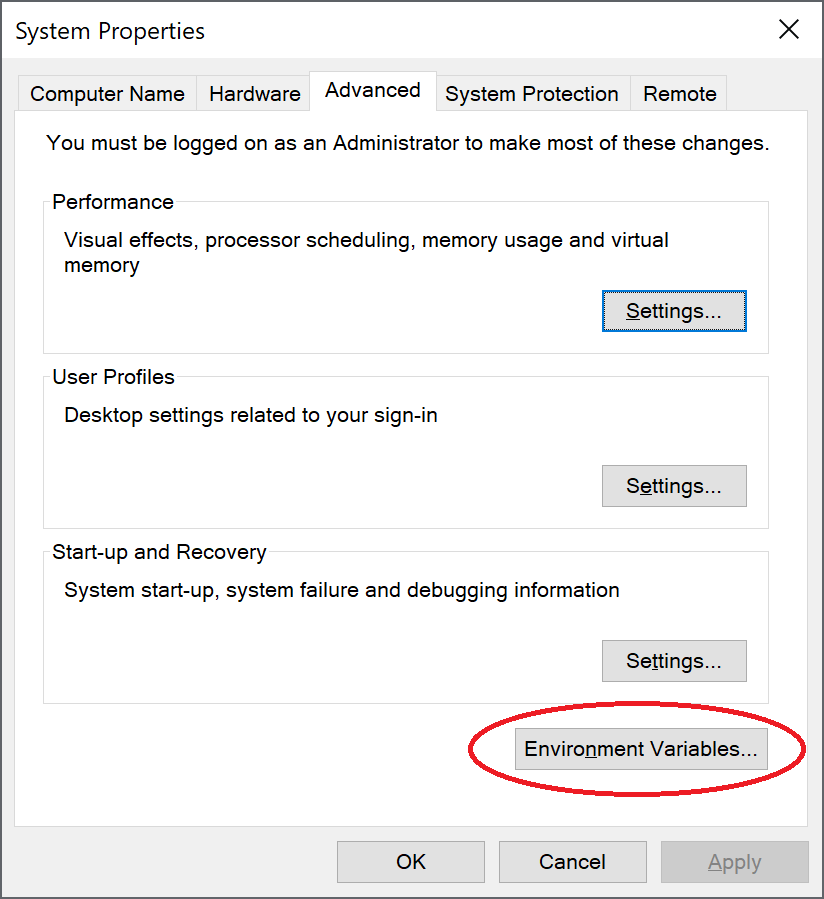 System Properties
Computer Name
Hardware
Advanced
System Protection
Remote
You must be logged on as an Administrator to make most of these changes.
Performance
Visual effects, processor scheduling, memory usage and virtual
memory
Settings...
User Profiles
Desktop settings related to your sign-in
Settings...
Start-up and Recovery
System start-up, system failure and debugging information
Settings...
Environment Variables...
OK
Cancel
Apply